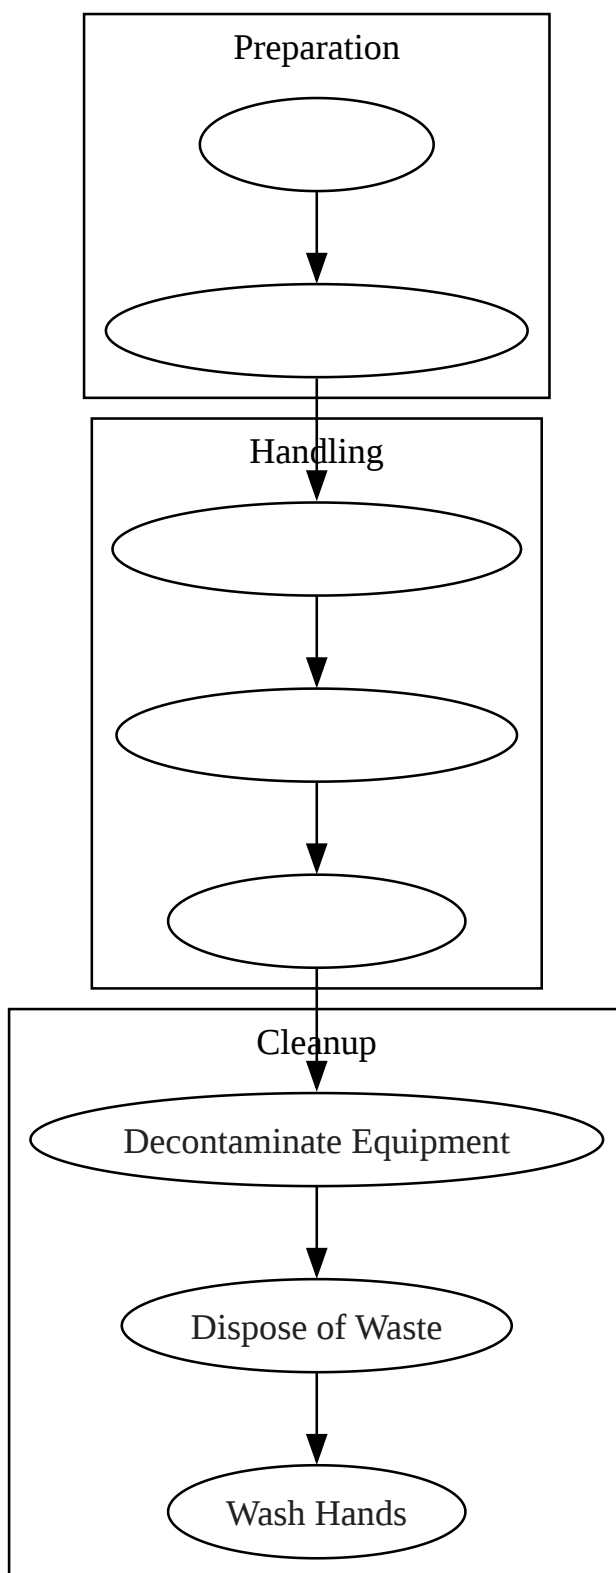 Preparation
Handling
Cleanup
Decontaminate Equipment
Dispose of Waste
Wash Hands